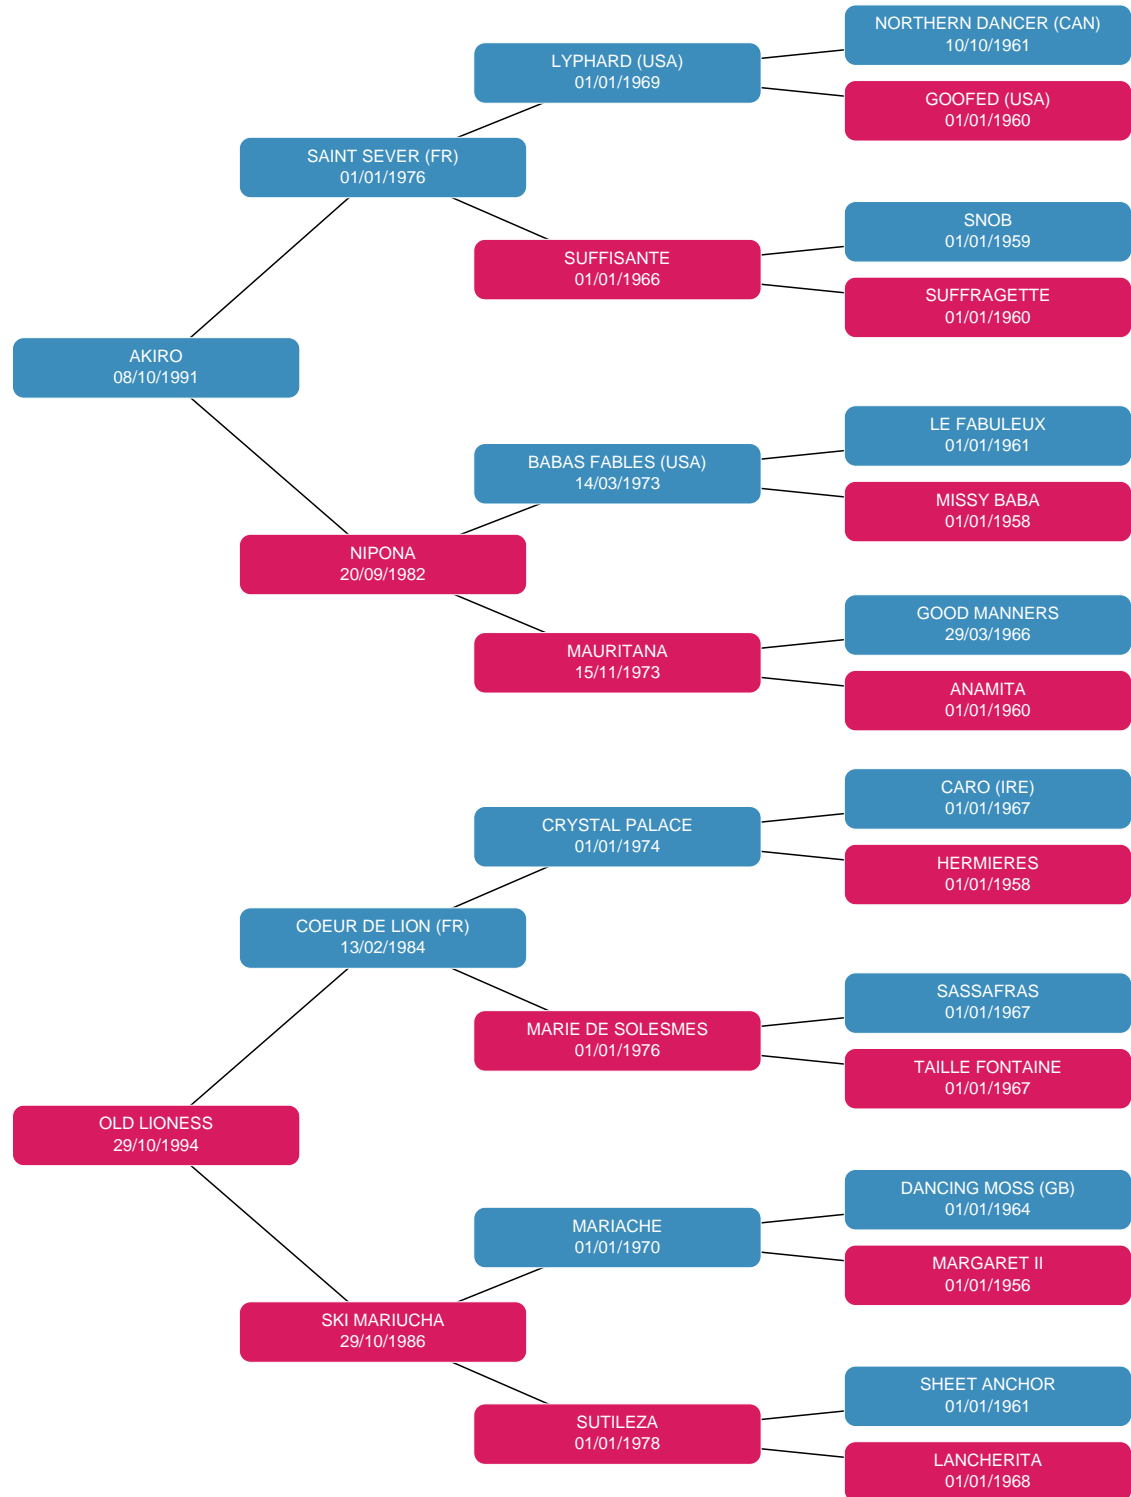 NORTHERN DANCER (CAN)
10/10/1961
LYPHARD (USA)
01/01/1969
GOOFED (USA)
01/01/1960
SAINT SEVER (FR)
01/01/1976
SNOB
01/01/1959
SUFFISANTE
01/01/1966
SUFFRAGETTE
01/01/1960
AKIRO
08/10/1991
LE FABULEUX
01/01/1961
BABAS FABLES (USA)
14/03/1973
MISSY BABA
01/01/1958
NIPONA
20/09/1982
GOOD MANNERS
29/03/1966
MAURITANA
15/11/1973
ANAMITA
01/01/1960
CARO (IRE)
01/01/1967
CRYSTAL PALACE
01/01/1974
HERMIERES
01/01/1958
COEUR DE LION (FR)
13/02/1984
SASSAFRAS
01/01/1967
MARIE DE SOLESMES
01/01/1976
TAILLE FONTAINE
01/01/1967
OLD LIONESS
29/10/1994
DANCING MOSS (GB)
01/01/1964
MARIACHE
01/01/1970
MARGARET II
01/01/1956
SKI MARIUCHA
29/10/1986
SHEET ANCHOR
01/01/1961
SUTILEZA
01/01/1978
LANCHERITA
01/01/1968